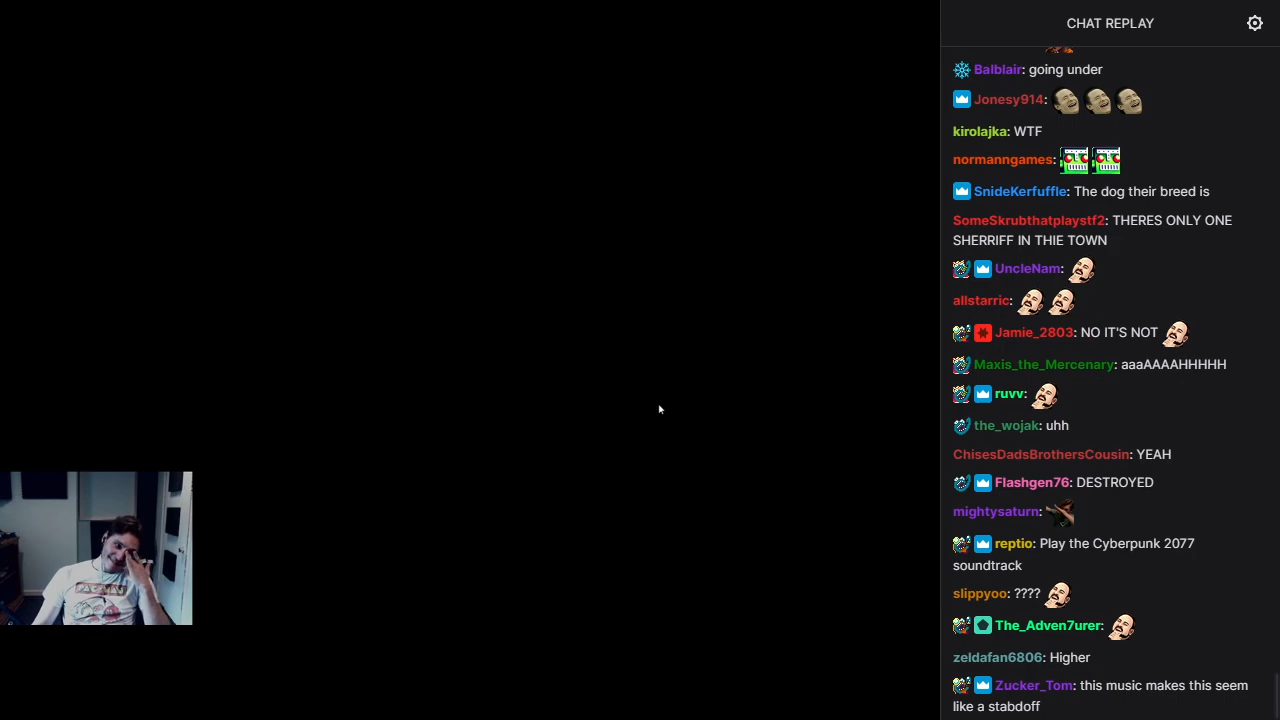 CHAT REPLAY
Balblair: going under
Jonesy914:
kirolajka: WTF
normanngames:
SnideKerfuffle: The dog their breed is
SomeSkrubthatplaystf2: THERES ONLY ONE
SHERRIFF IN THIE TOWN
UncleNam:
allstarric:
Jamie_2803: NO IT'S NOT
Maxis_the_Mercenary: aaaAAAAHHHHH
ruvv:
the_wojak: uhh
ChisesDadsBrothersCousin: YEAH
Flashgen76: DESTROYED
mightysaturn:
reptio: Play the Cyberpunk 2077
soundtrack
slippyoo: ????
The_Adven7urer:
zeldafan6806: Higher
Zucker_Tom: this music makes this seem
like a stabdoff
PACMAN